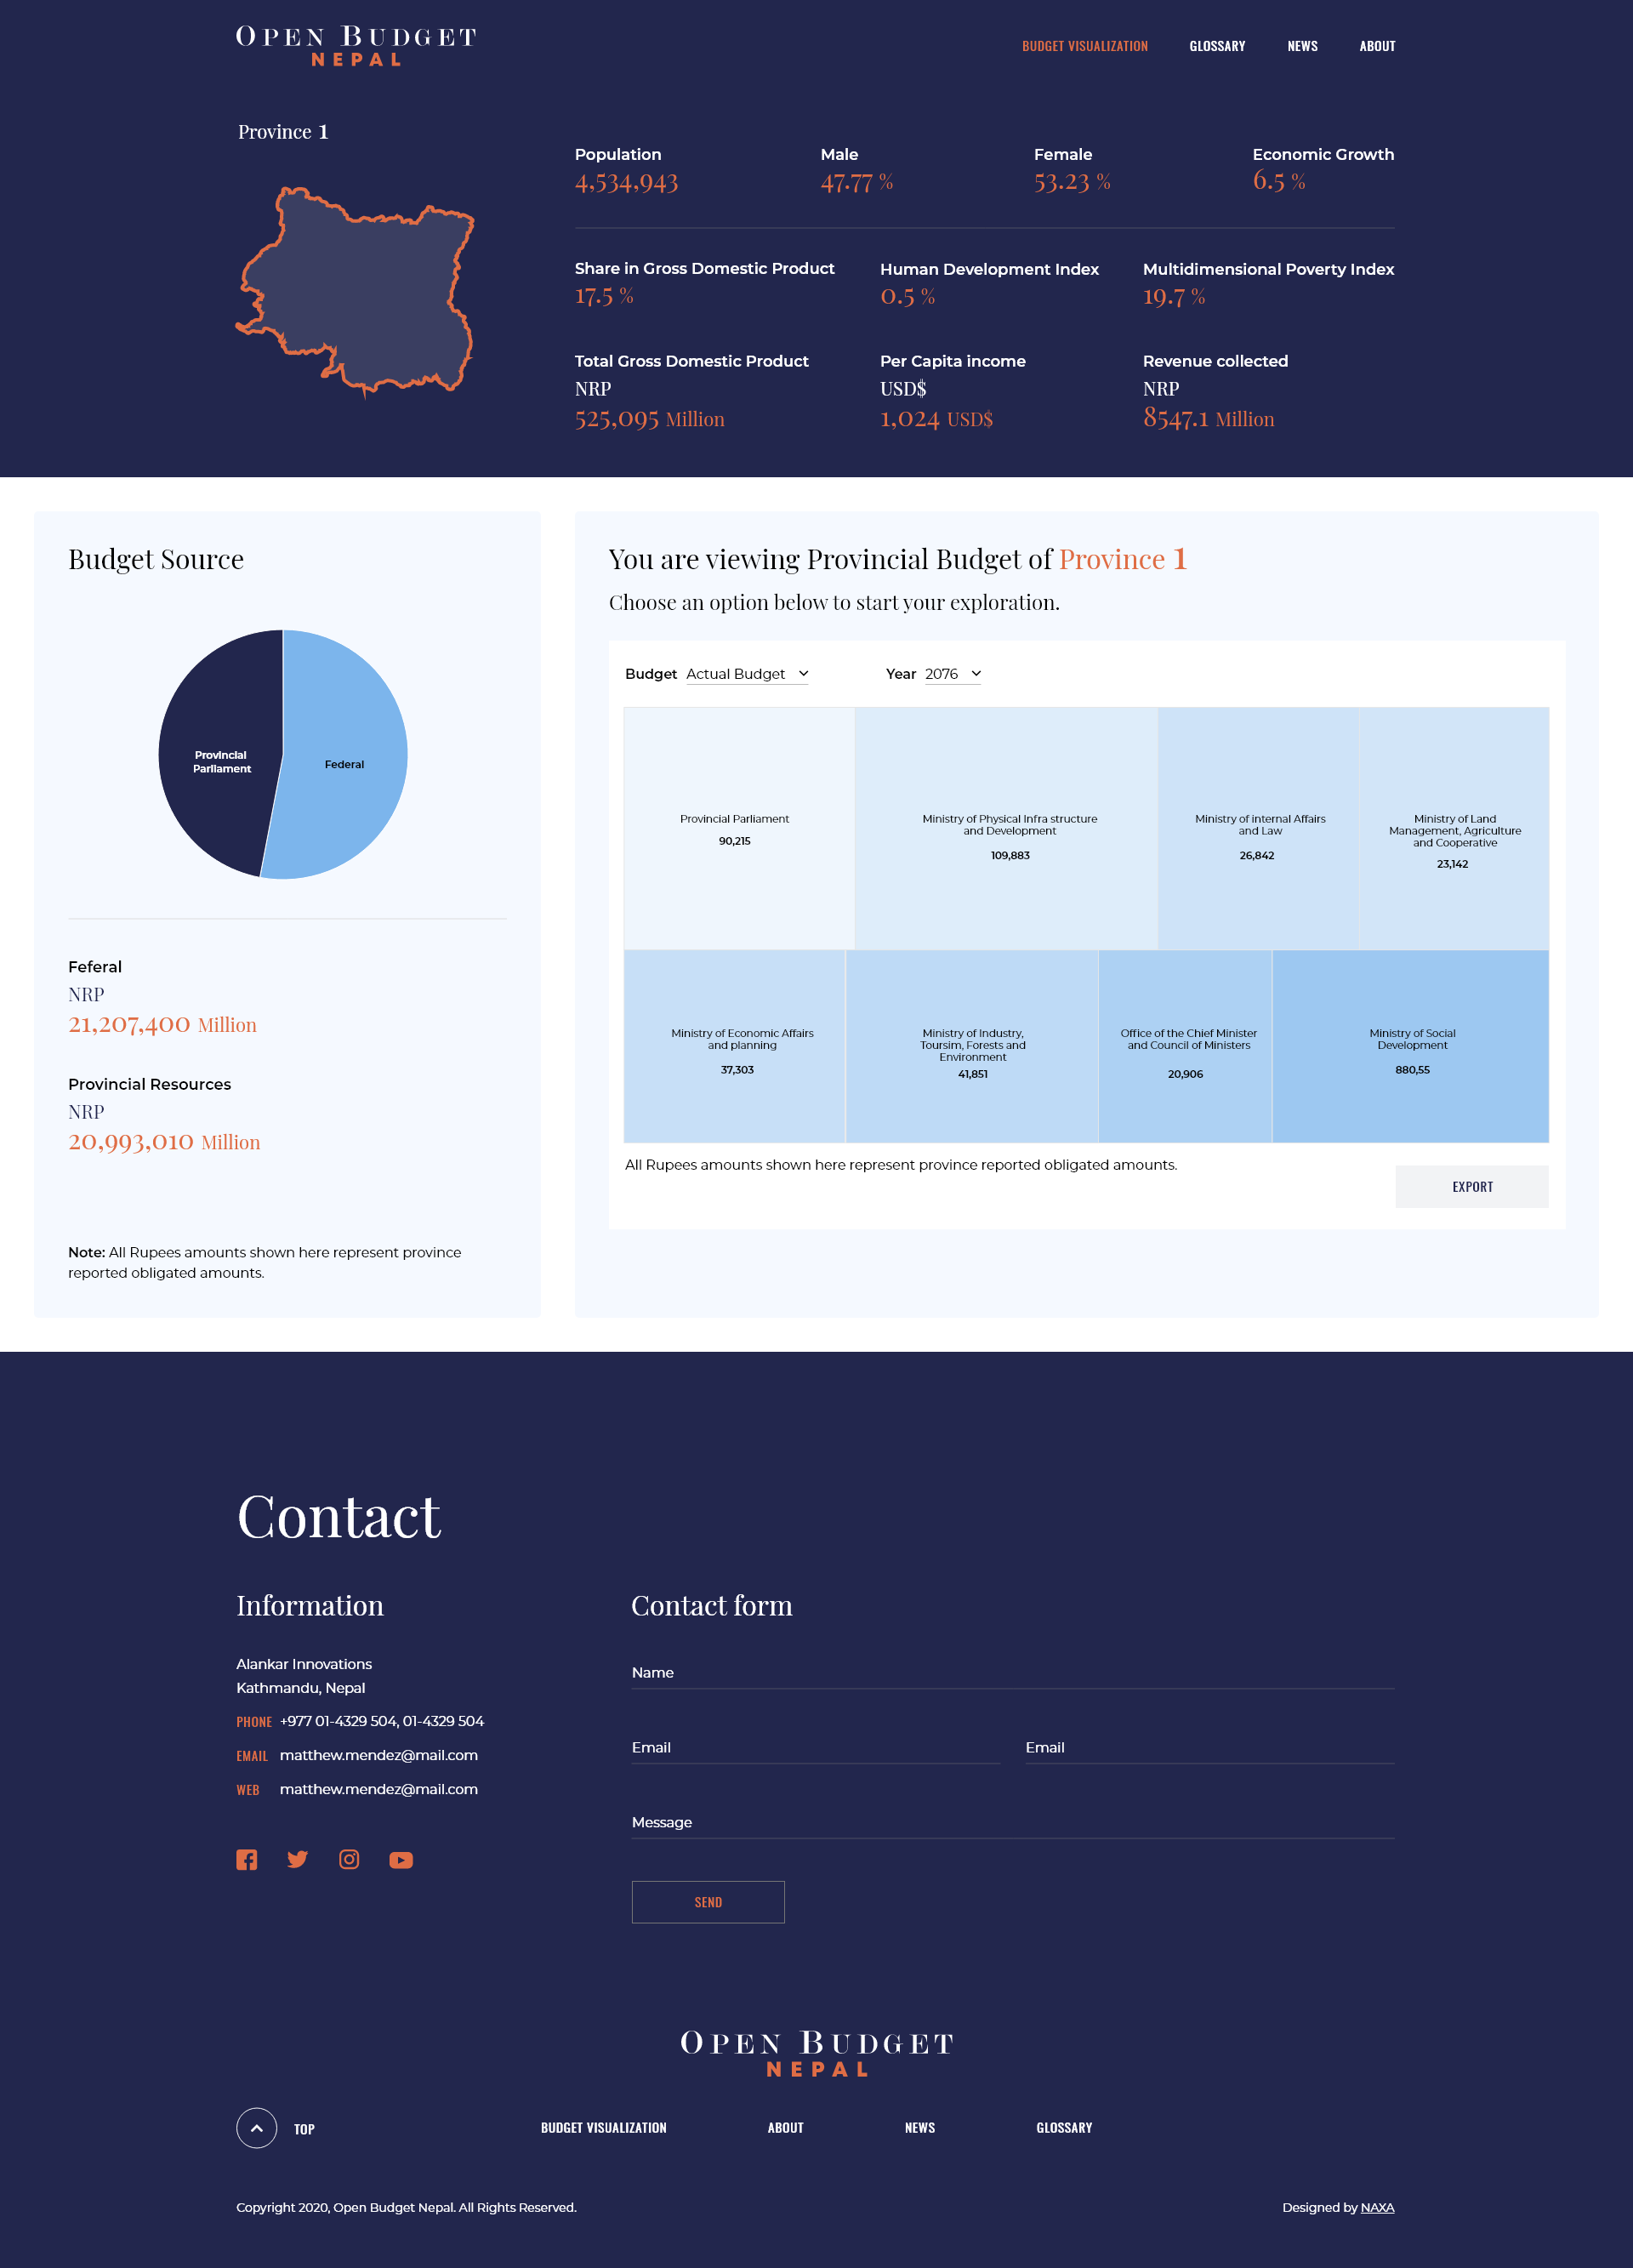 OPEN BUDGET
NEPAL
BUDGET VISUALIZATION
GLOSSARY
NEWS
ABOUT
Province 1
Population
4,534,943
Male
47.77 %
Female
53.23 %
Economic Growth
6.5 %
Share in Gross Domestic Product
17.5 %
Human Development Index
0.5 %
Multidimensional Poverty Index
19.7 %
Total Gross Domestic Product
NRP
525,095 Million
Per Capita income
USD$
1,024 USD$
Revenue collected
NRP
8547.1 Million
Budget Source
Provincial
Parliament
Federal
Feferal
NRP
21,207,400 Million
Provincial Resources
NRP
20,993,010 Million
Note: All Rupees amounts shown here represent province
reported obligated amounts.
You are viewing Provincial Budget of Province 1
Choose an option below to start your exploration.
Budget Actual Budget
Year 2076
Provincial Parliament
90,215
Ministry of Physical Infra structure
and Development
109,883
Ministry of internal Affairs
and Law
26,842
Ministry of Land
Management, Agriculture
and Cooperative
23,142
Ministry of Economic Affairs
and planning
37,303
Ministry of Industry,
Toursim, Forests and
Environment
41,851
Office of the Chief Minister
and Council of Ministers
20,906
Ministry of Social
Development
880,55
All Rupees amounts shown here represent province reported obligated amounts.
EXPORT
Contact
Information
Alankar Innovations
Kathmandu, Nepal
PHONE +977 01-4329 504, 01-4329 504
EMAIL matthew.mendez@mail.com
WEB matthew.mendez@mail.com
Contact form
Name
Email
Email
Message
SEND
OPEN BUDGET
NEPAL
TOP
BUDGET VISUALIZATION
ABOUT
NEWS
GLOSSARY
Copyright 2020, Open Budget Nepal. All Rights Reserved.
Designed by NAXA